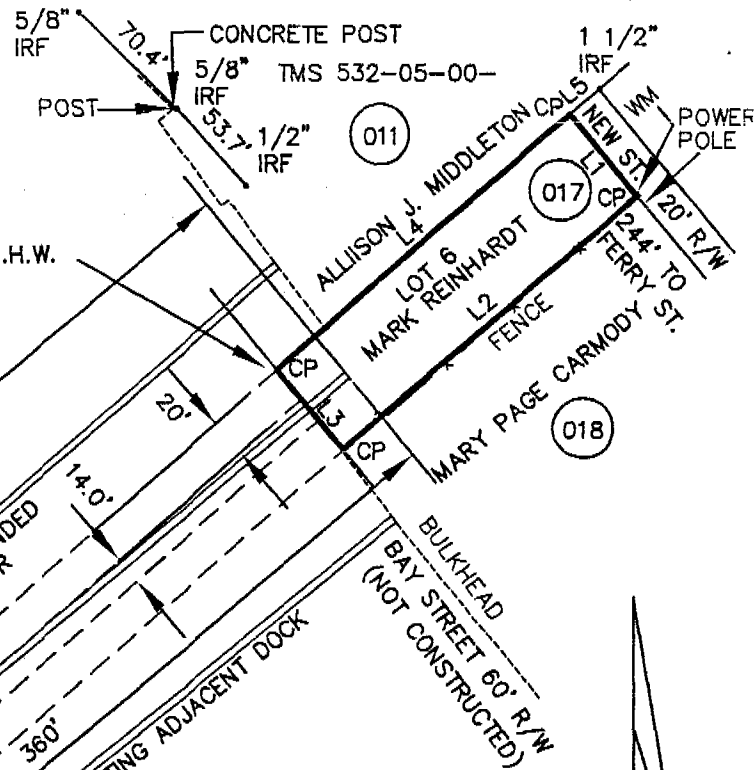 5/8"
IRF
70.4'
CONCRETE POST
5/8"
IRF
TMS 532-05-00-
POST
53.7'
1/2"
IRF
011
1 1/2"
IRF
CP
L5
WM
POWER
POLE
NEW ST.
20' R/W
L1
017
CP
244' TO
FERRY ST.
ALLIISON J. MIDDLETON
L4
LOT 6
MARK REINHARDT
L2
FENCE
MARY PAGE CARMODY
018
.H.W.
CP
L3
CP
20'
14.0'
NDED
R
BULKHEAD
BAY STREET 60' R/W
(NOT CONSTRUCTED)
TING ADJACENT DOCK
360'